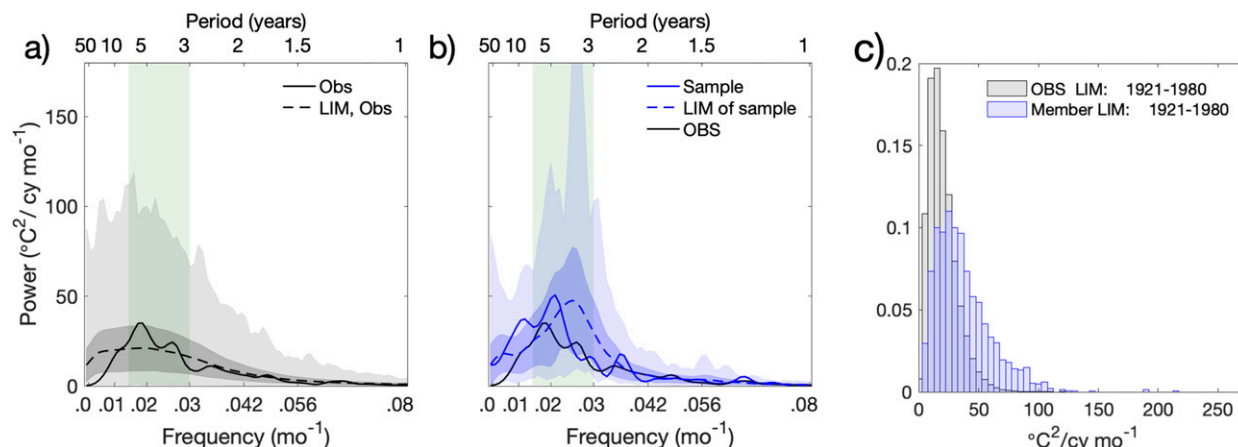 a)
Period (years)
50 10 5 3 2 1.5 1
Obs
LIM, Obs
Power (°C²/ cy mo⁻¹)
150
100
50
0
.0 .01 .02 .03 .042 .056 .08
Frequency (mo⁻¹)
b)
Period (years)
50 10 5 3 2 1.5 1
Sample
LIM of sample
OBS
.0 .01 .02 .03 .042 .056 .08
Frequency (mo⁻¹)
c)
OBS LIM: 1921-1980
Member LIM: 1921-1980
0.2
0.15
0.1
0.05
0
0 50 100 150 200 250
°C²/cy mo⁻¹